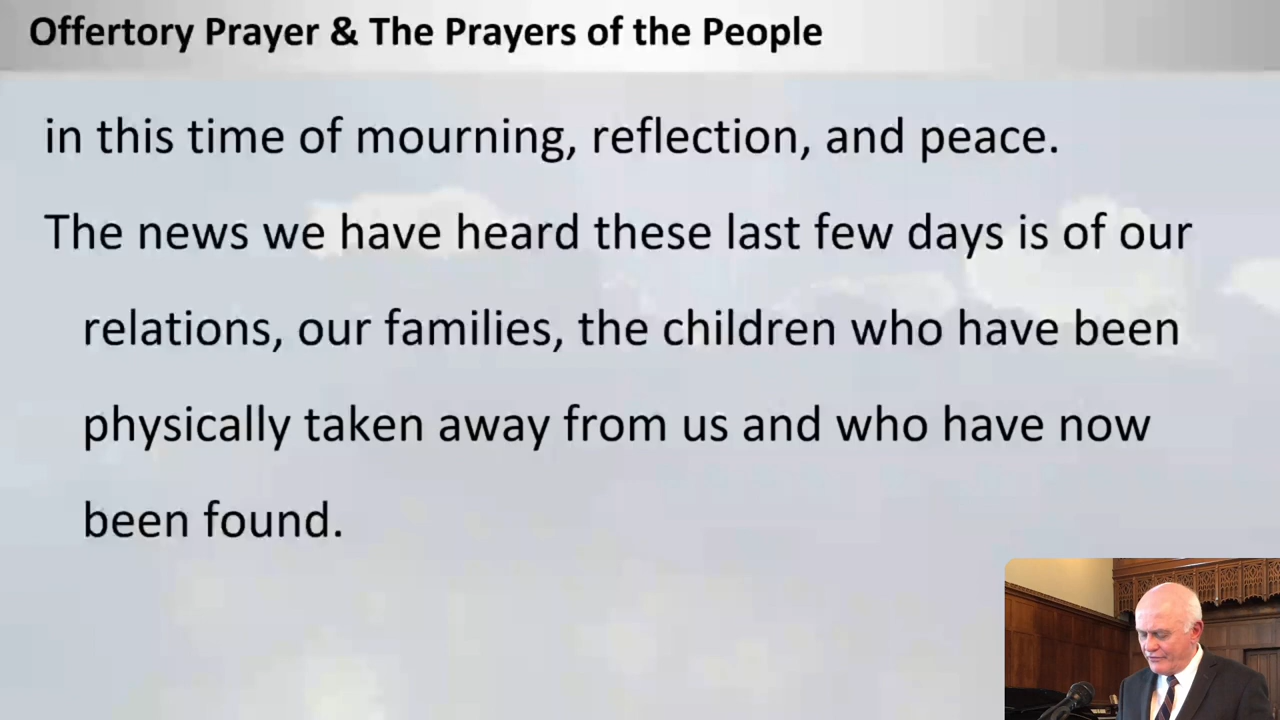 Offertory Prayer & The Prayers of the People
in this time of mourning, reflection, and peace.
The news we have heard these last few days is of our
relations, our families, the children who have been
physically taken away from us and who have now
been found.